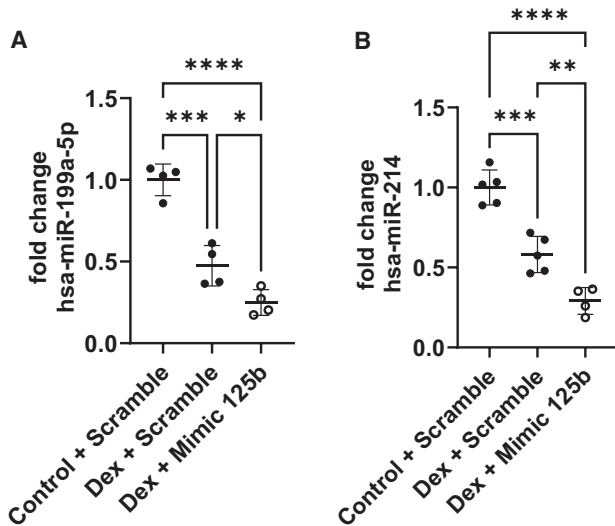 A
fold change
hsa-miR-199a-5p
****
***
*
1.5
1.0
0.5
0.0
Control + Scramble
Dex + Scramble
Dex + Mimic 125b
B
fold change
hsa-miR-214
****
**
***
1.5
1.0
0.5
0.0
Control + Scramble
Dex + Scramble
Dex + Mimic 125b